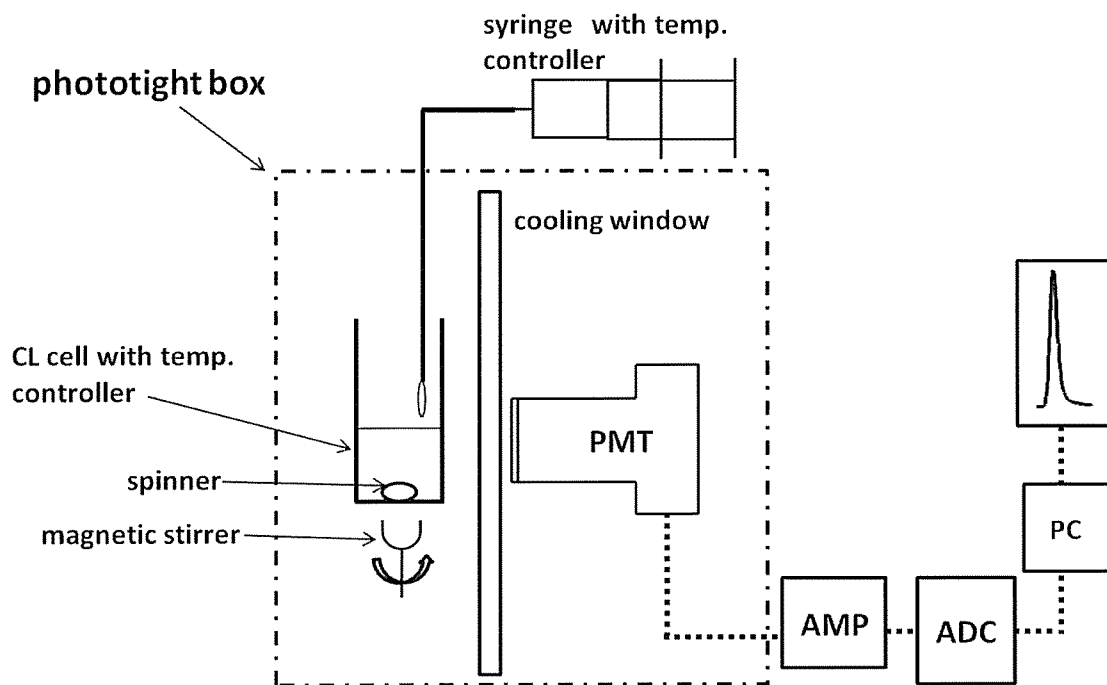 syringe with temp.
controller
phototight box
cooling window
CL cell with temp.
controller
PMT
spinner
magnetic stirrer
PC
AMP
ADC